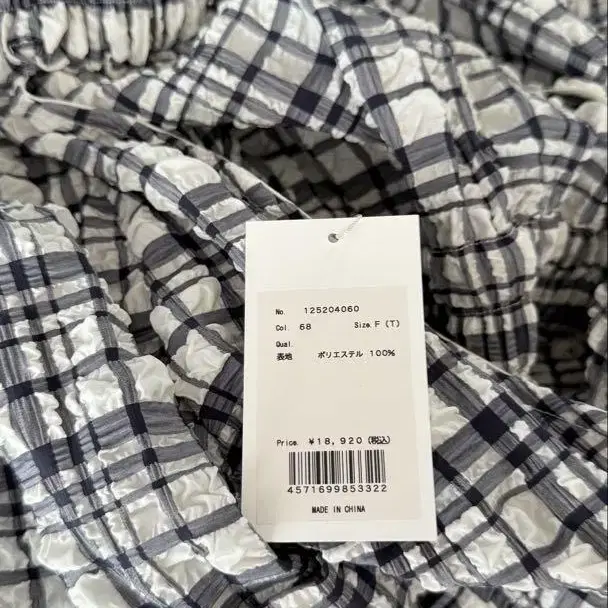 No. 125204060
Col. 68 Size. F (T)
Qual.
表地 ポリエステル 100%
Price. ¥18,920 (税込)
4571699853322
MADE IN CHINA